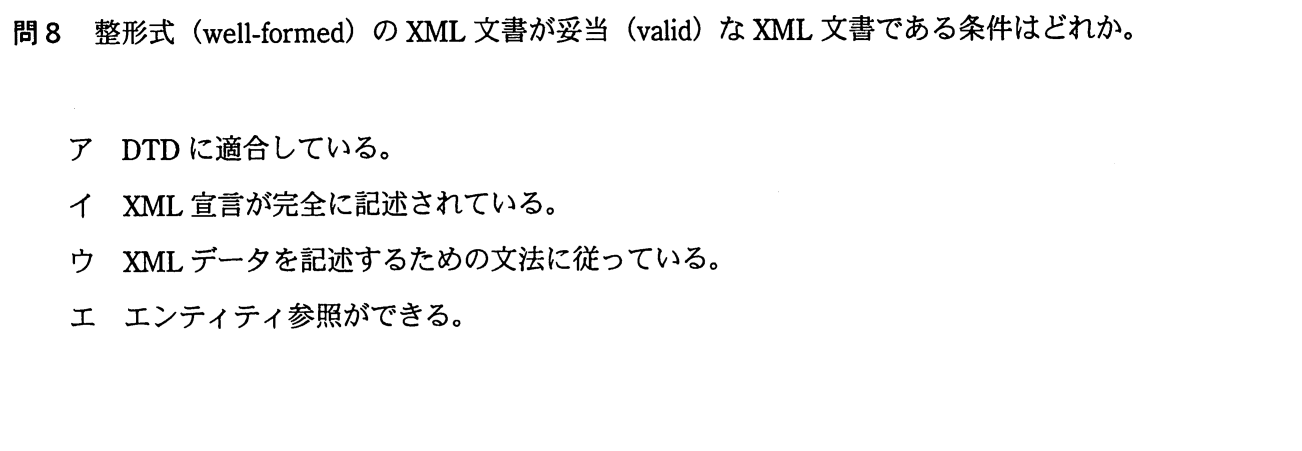 問8 整形式（well-formed）の XML 文書が妥当（valid）な XML 文書である条件はどれか。
ア DTD に適合している。
イ XML 宣言が完全に記述されている。
ウ XML データを記述するための文法に従っている。
エ エンティティ参照ができる。